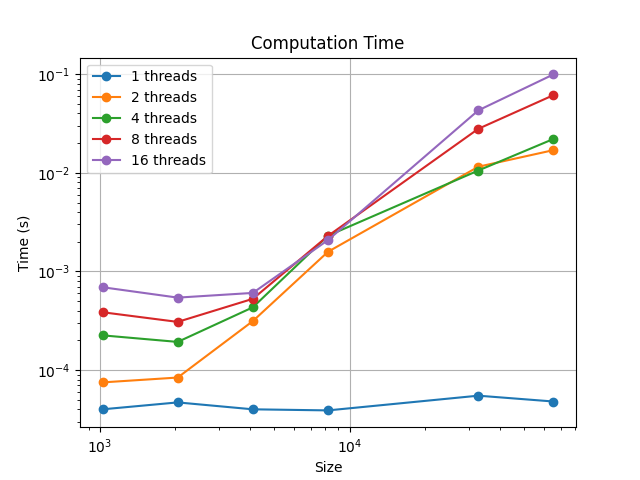 Computation Time
1 threads
2 threads
4 threads
8 threads
16 threads
Time (s)
10⁻¹
10⁻²
10⁻³
10⁻⁴
10³
10⁴
Size